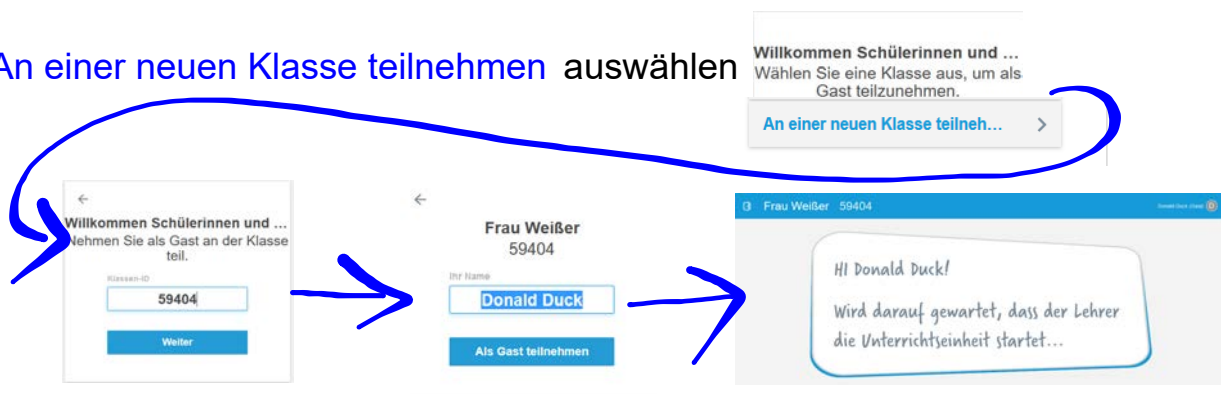 An einer neuen Klasse teilnehmen auswählen
Willkommen Schülerinnen und ...
Wählen Sie eine Klasse aus, um als
Gast teilzunehmen.
An einer neuen Klasse teilneh...
Willkommen Schülerinnen und ...
Nehmen Sie als Gast an der Klasse
teil.
Klassen-ID
59404
Weiter
Frau Weißer
59404
Ihr Name
Donald Duck
Als Gast teilnehmen
Frau Weißer 59404
Donald Duck (Gast)
HI Donald Duck!
Wird darauf gewartet, dass der Lehrer
die Unterrichtseinheit startet...